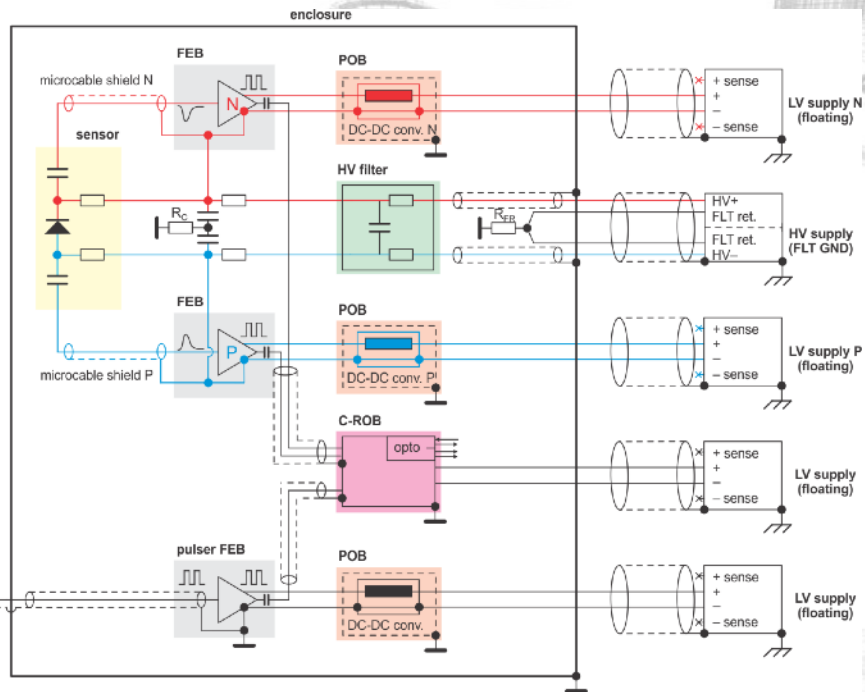 enclosure
FEB
POB
microcable shield N
N
DC-DC conv. N
+ sense
+
−
− sense
LV supply N
(floating)
sensor
HV filter
R_C
R_FR
HV+
FLT ret.
FLT ret.
HV−
HV supply
(FLT GND)
FEB
POB
P
microcable shield P
DC-DC conv. P
+ sense
+
−
− sense
LV supply P
(floating)
C-ROB
opto
+ sense
+
−
− sense
LV supply
(floating)
pulser FEB
POB
DC-DC conv.
+ sense
+
−
− sense
LV supply
(floating)